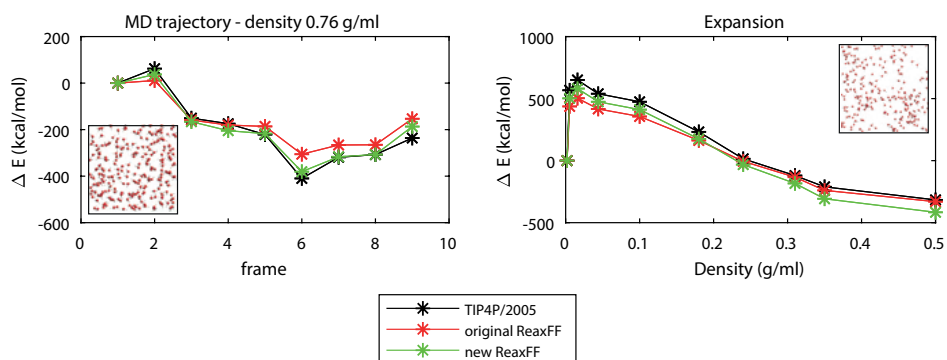 MD trajectory - density 0.76 g/ml
200
0
-200
-400
-600
Δ E (kcal/mol)
0 2 4 6 8 10
frame
Expansion
1000
500
0
-500
Δ E (kcal/mol)
0 0.1 0.2 0.3 0.4 0.5
Density (g/ml)
TIP4P/2005
original ReaxFF
new ReaxFF